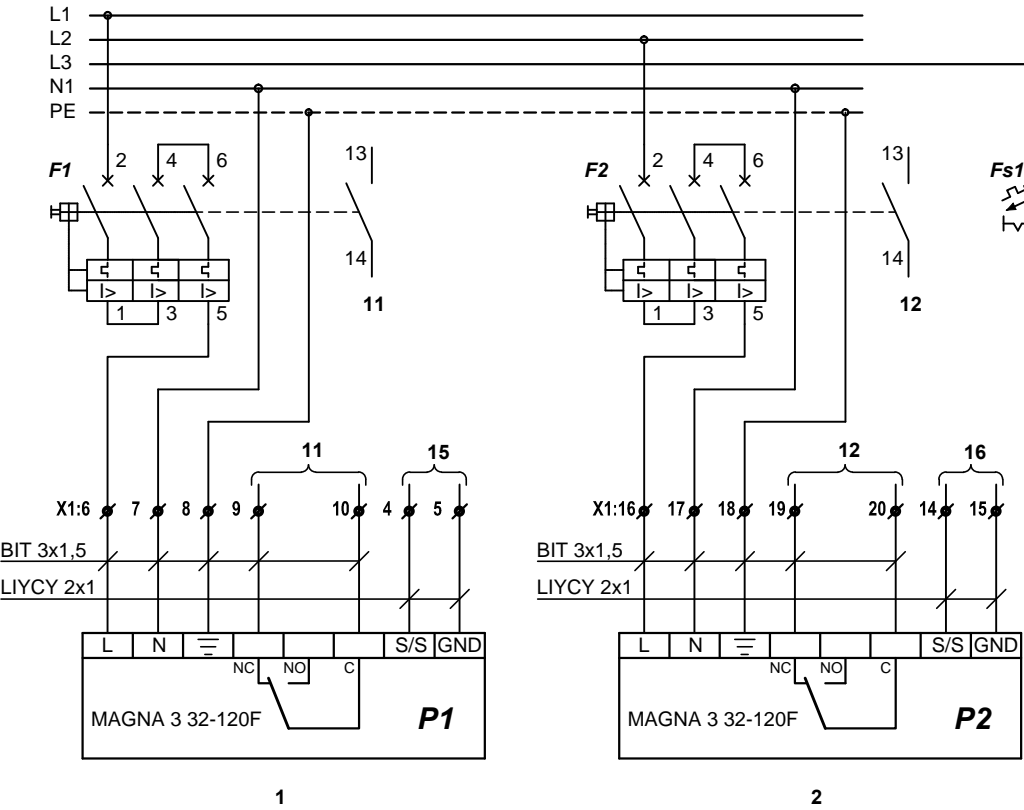 L1
L2
L3
N1
PE
F1 2 4 6 13
F2 2 4 6 13 Fs1
14 14
I> I> I> I> I> I>
1 3 5 11
1 3 5 12
11 15 12 16
X1:6 7 8 9 10 4 5
X1:16 17 18 19 20 14 15
BIT 3x1,5 BIT 3x1,5
LIYCY 2x1 LIYCY 2x1
L N S/S GND L N S/S GND
NC NO C NC NO C
MAGNA 3 32-120F P1 MAGNA 3 32-120F P2
1 2